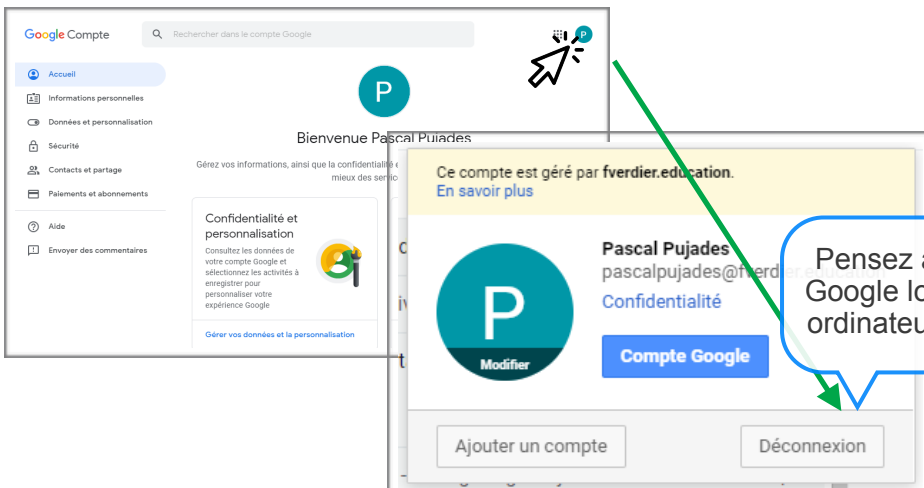 Google Compte
Rechercher dans le compte Google
P
Accueil
Informations personnelles
Données et personnalisation
Sécurité
Contacts et partage
Paiements et abonnements
Aide
Envoyer des commentaires
P
Bienvenue Pascal Pujades
Gérez vos informations, ainsi que la confidentialité e
mieux des servic
Confidentialité et
personnalisation
Consultez les données de
votre compte Google et
sélectionnez les activités à
enregistrer pour
personnaliser votre
expérience Google
Gérer vos données et la personnalisation
Ce compte est géré par fverdier.education.
En savoir plus
P
Modifier
Pascal Pujades
pascalpujades@fverdier.education
Confidentialité
Compte Google
Ajouter un compte
Déconnexion
Pensez a
Google lo
ordinateu